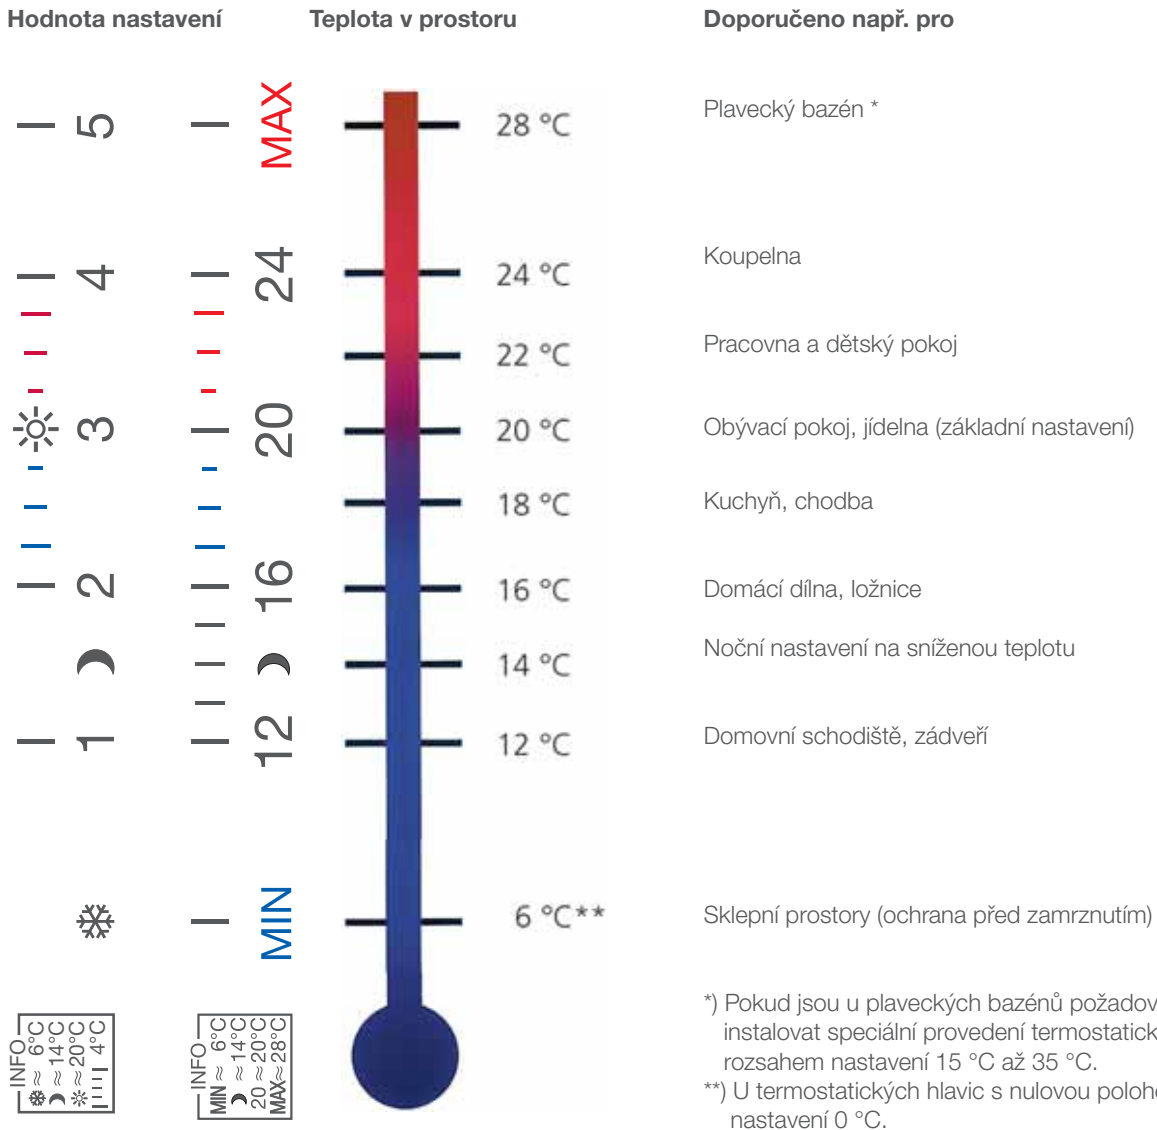 Hodnota nastavení Teplota v prostoru Doporučeno např. pro
5 MAX 28 °C Plavecký bazén *
4 24 24 °C Koupelna
22 °C Pracovna a dětský pokoj
3 20 20 °C Obývací pokoj, jídelna (základní nastavení)
18 °C Kuchyň, chodba
2 16 16 °C Domácí dílna, ložnice
14 °C Noční nastavení na sníženou teplotu
1 12 12 °C Domovní schodiště, zádveří
MIN 6 °C** Sklepní prostory (ochrana před zamrznutím)
INFO
≈ 6°C
≈ 14°C
≈ 20°C
4°C
INFO
MIN ≈ 6°C
≈ 14°C
20 ≈ 20°C
MAX ≈ 28°C
*) Pokud jsou u plaveckých bazénů
instalovat speciální provedení
rozsahem nastavení 15 °C až 35 °C.
**) U termostatických hlavic s nulovou
nastavení 0 °C.